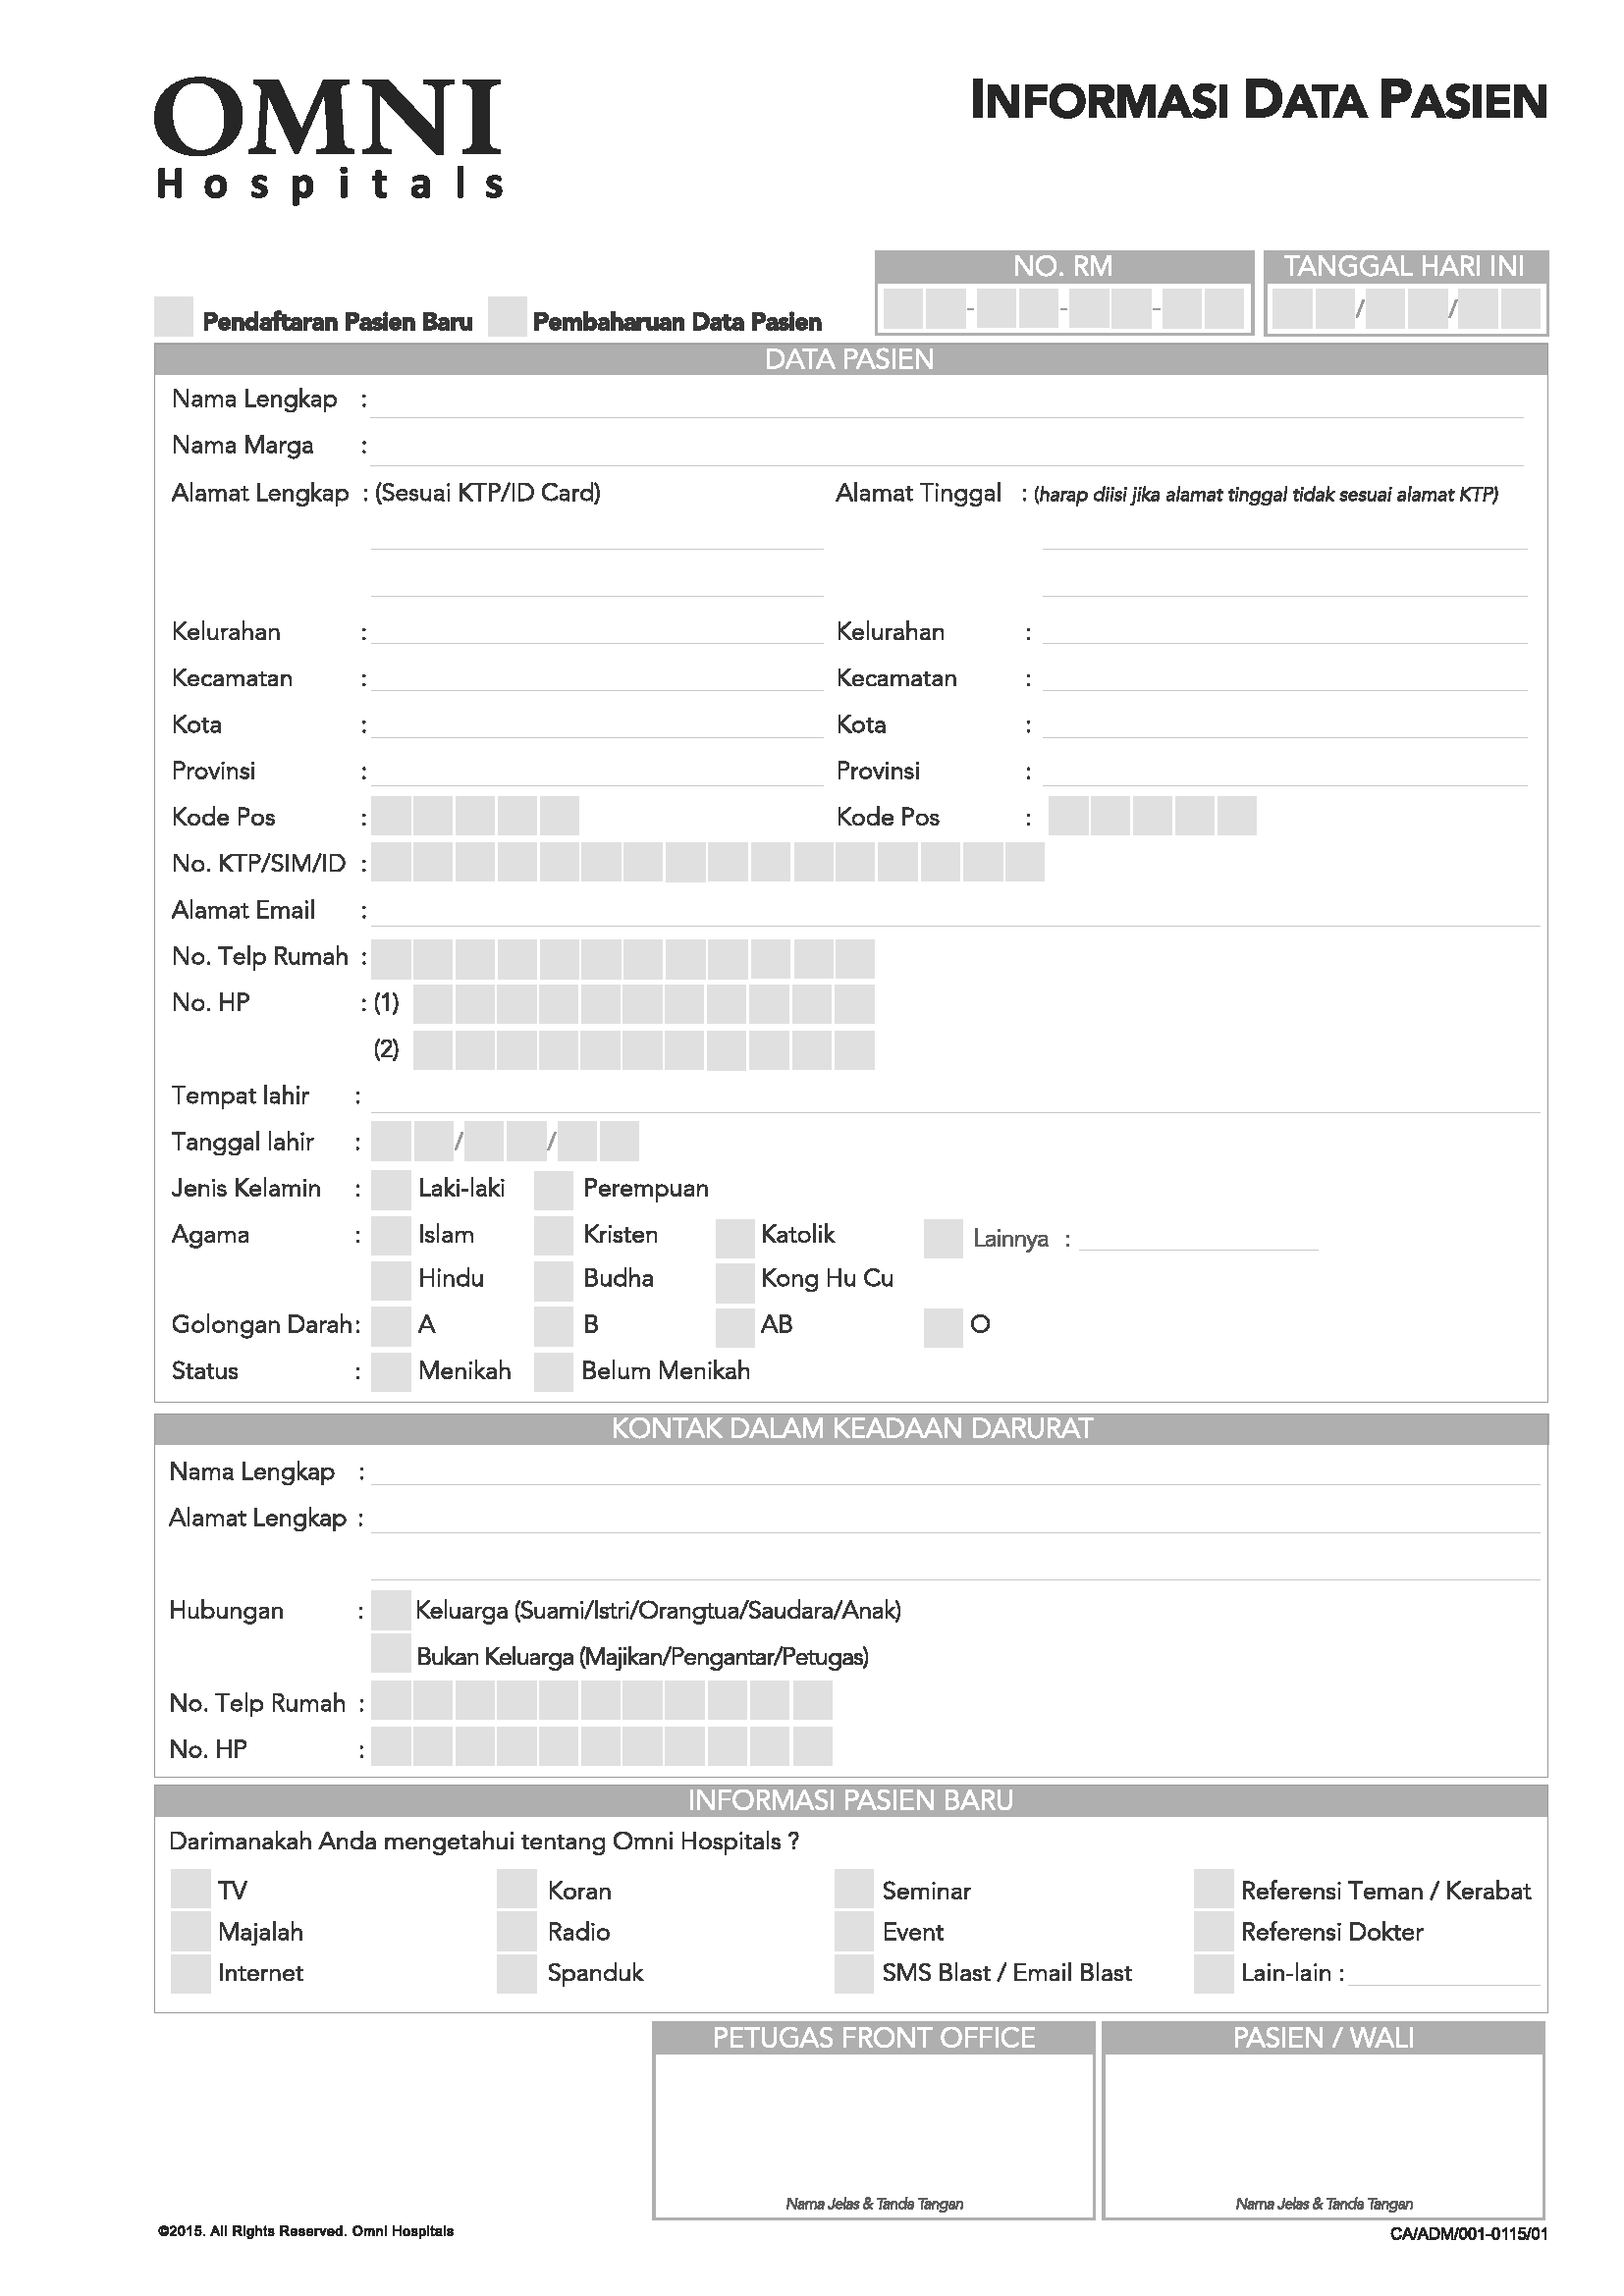 OMNI
Hospitals
INFORMASI DATA PASIEN
NO. RM
TANGGAL HARI INI
Pendaftaran Pasien Baru Pembaharuan Data Pasien
- - -
/ /
DATA PASIEN
Nama Lengkap :
Nama Marga :
Alamat Lengkap : (Sesuai KTP/ID Card) Alamat Tinggal : (harap diisi jika alamat tinggal tidak sesuai alamat KTP)
Kelurahan : Kelurahan :
Kecamatan : Kecamatan :
Kota : Kota :
Provinsi : Provinsi :
Kode Pos : Kode Pos :
No. KTP/SIM/ID :
Alamat Email :
No. Telp Rumah :
No. HP : (1)
(2)
Tempat lahir :
Tanggal lahir : / /
Jenis Kelamin : Laki-laki Perempuan
Agama : Islam Kristen Katolik Lainnya :
Hindu Budha Kong Hu Cu
Golongan Darah: A B AB O
Status : Menikah Belum Menikah
KONTAK DALAM KEADAAN DARURAT
Nama Lengkap :
Alamat Lengkap :
Hubungan : Keluarga (Suami/Istri/Orangtua/Saudara/Anak)
Bukan Keluarga (Majikan/Pengantar/Petugas)
No. Telp Rumah :
No. HP :
INFORMASI PASIEN BARU
Darimanakah Anda mengetahui tentang Omni Hospitals ?
TV Koran Seminar Referensi Teman / Kerabat
Majalah Radio Event Referensi Dokter
Internet Spanduk SMS Blast / Email Blast Lain-lain :
PETUGAS FRONT OFFICE PASIEN / WALI
Nama Jelas & Tanda Tangan Nama Jelas & Tanda Tangan
©2015. All Rights Reserved. Omni Hospitals CA/ADM/001-0115/01